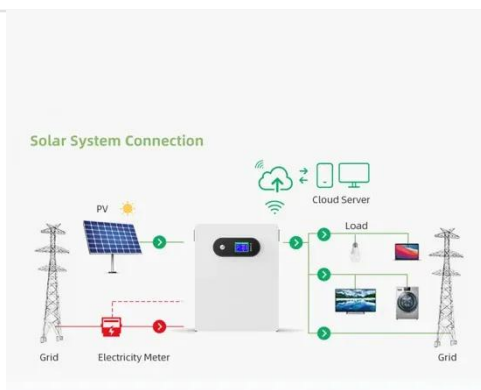 Solar System Connection
Cloud Server
PV
Load
Grid
Electricity Meter
Grid